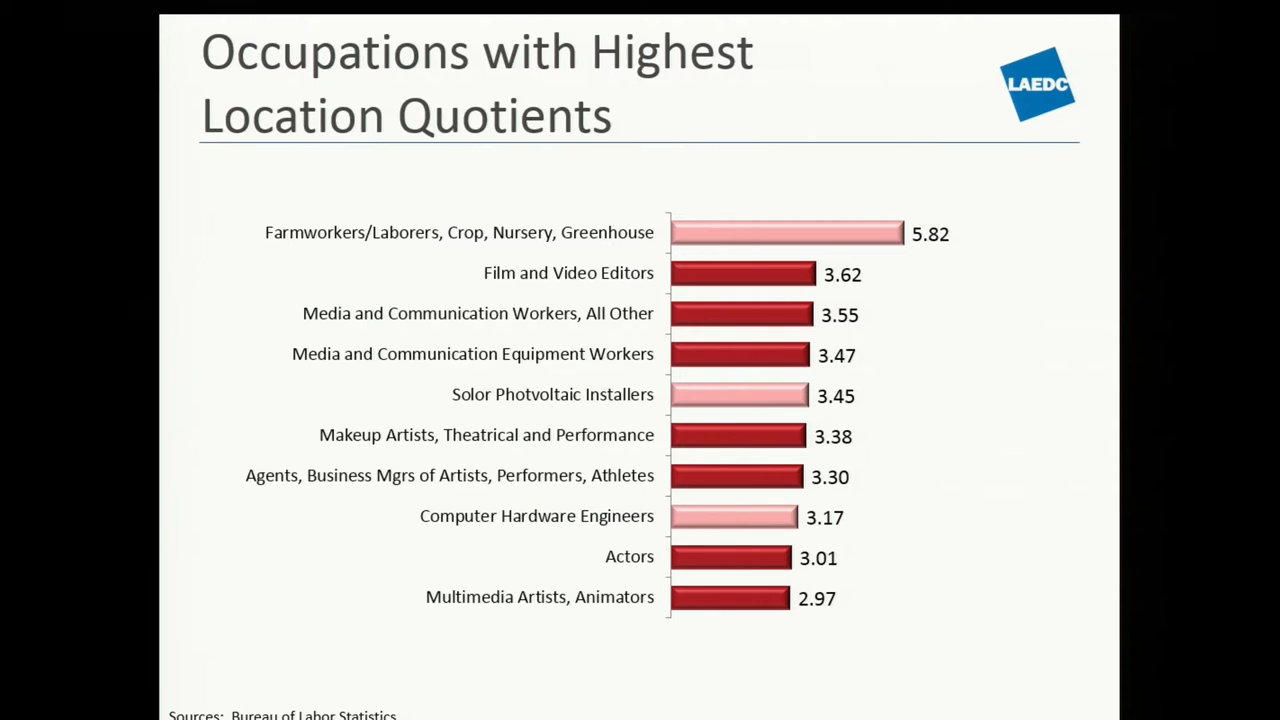 Occupations with Highest
Location Quotients
LAEDC
Farmworkers/Laborers, Crop, Nursery, Greenhouse 5.82
Film and Video Editors 3.62
Media and Communication Workers, All Other 3.55
Media and Communication Equipment Workers 3.47
Solor Photvoltaic Installers 3.45
Makeup Artists, Theatrical and Performance 3.38
Agents, Business Mgrs of Artists, Performers, Athletes 3.30
Computer Hardware Engineers 3.17
Actors 3.01
Multimedia Artists, Animators 2.97
Sources: Bureau of Labor Statistics